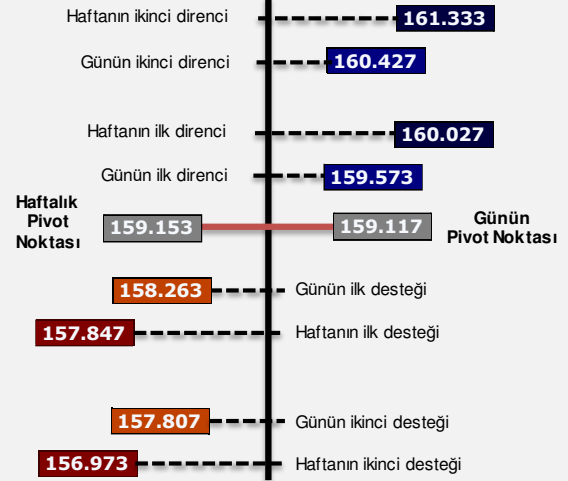 Haftanın ikinci direnci 161.333
Günün ikinci direnci 160.427
Haftanın ilk direnci 160.027
Günün ilk direnci 159.573
Haftalık
Pivot
Noktası
159.153
159.117
Günün
Pivot Noktası
158.263 Günün ilk desteği
157.847 Haftanın ilk desteği
157.807 Günün ikinci desteği
156.973 Haftanın ikinci desteği